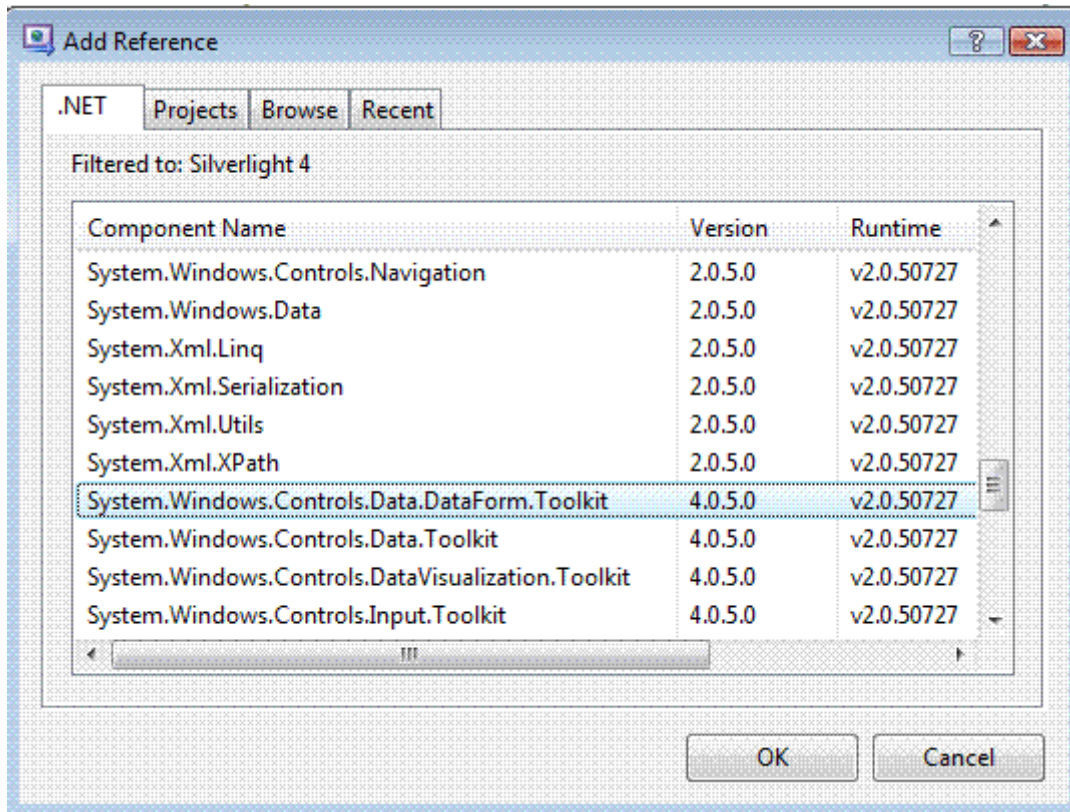 Add Reference
.NET Projects Browse Recent
Filtered to: Silverlight 4
Component Name Version Runtime
System.Windows.Controls.Navigation 2.0.5.0 v2.0.50727
System.Windows.Data 2.0.5.0 v2.0.50727
System.Xml.Linq 2.0.5.0 v2.0.50727
System.Xml.Serialization 2.0.5.0 v2.0.50727
System.Xml.Utils 2.0.5.0 v2.0.50727
System.Xml.XPath 2.0.5.0 v2.0.50727
System.Windows.Controls.Data.DataForm.Toolkit 4.0.5.0 v2.0.50727
System.Windows.Controls.Data.Toolkit 4.0.5.0 v2.0.50727
System.Windows.Controls.DataVisualization.Toolkit 4.0.5.0 v2.0.50727
System.Windows.Controls.Input.Toolkit 4.0.5.0 v2.0.50727
OK Cancel